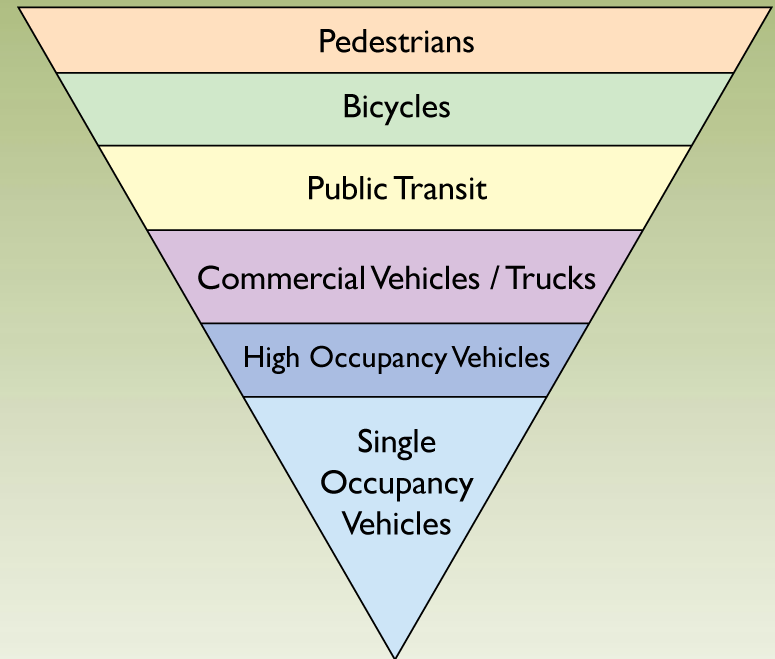 Pedestrians
Bicycles
Public Transit
Commercial Vehicles / Trucks
High Occupancy Vehicles
Single
Occupancy
Vehicles